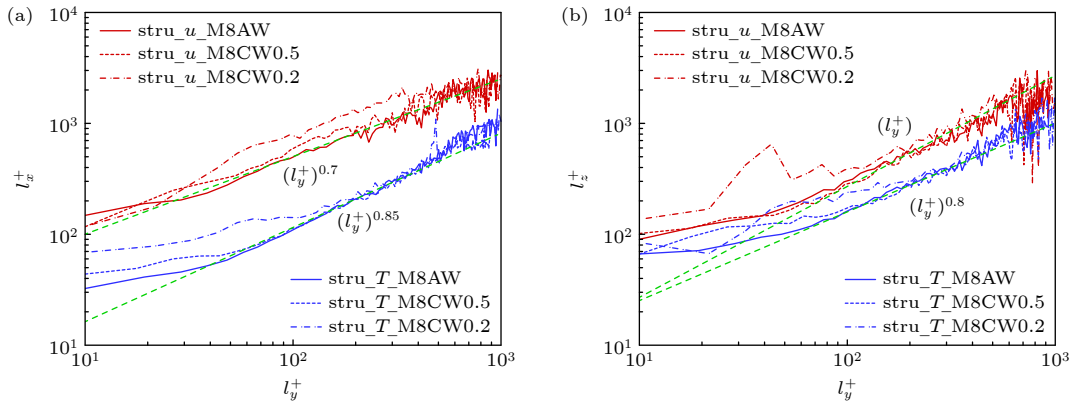 (a)
10^4
10^3
10^2
10^1
l_x^+
stru_u_M8AW
stru_u_M8CW0.5
stru_u_M8CW0.2
(l_y^+)^0.7
(l_y^+)^0.85
stru_T_M8AW
stru_T_M8CW0.5
stru_T_M8CW0.2
10^1
10^2
10^3
l_y^+
(b)
10^4
10^3
10^2
10^1
l_z^+
stru_u_M8AW
stru_u_M8CW0.5
stru_u_M8CW0.2
(l_y^+)
(l_y^+)^0.8
stru_T_M8AW
stru_T_M8CW0.5
stru_T_M8CW0.2
10^1
10^2
10^3
l_y^+